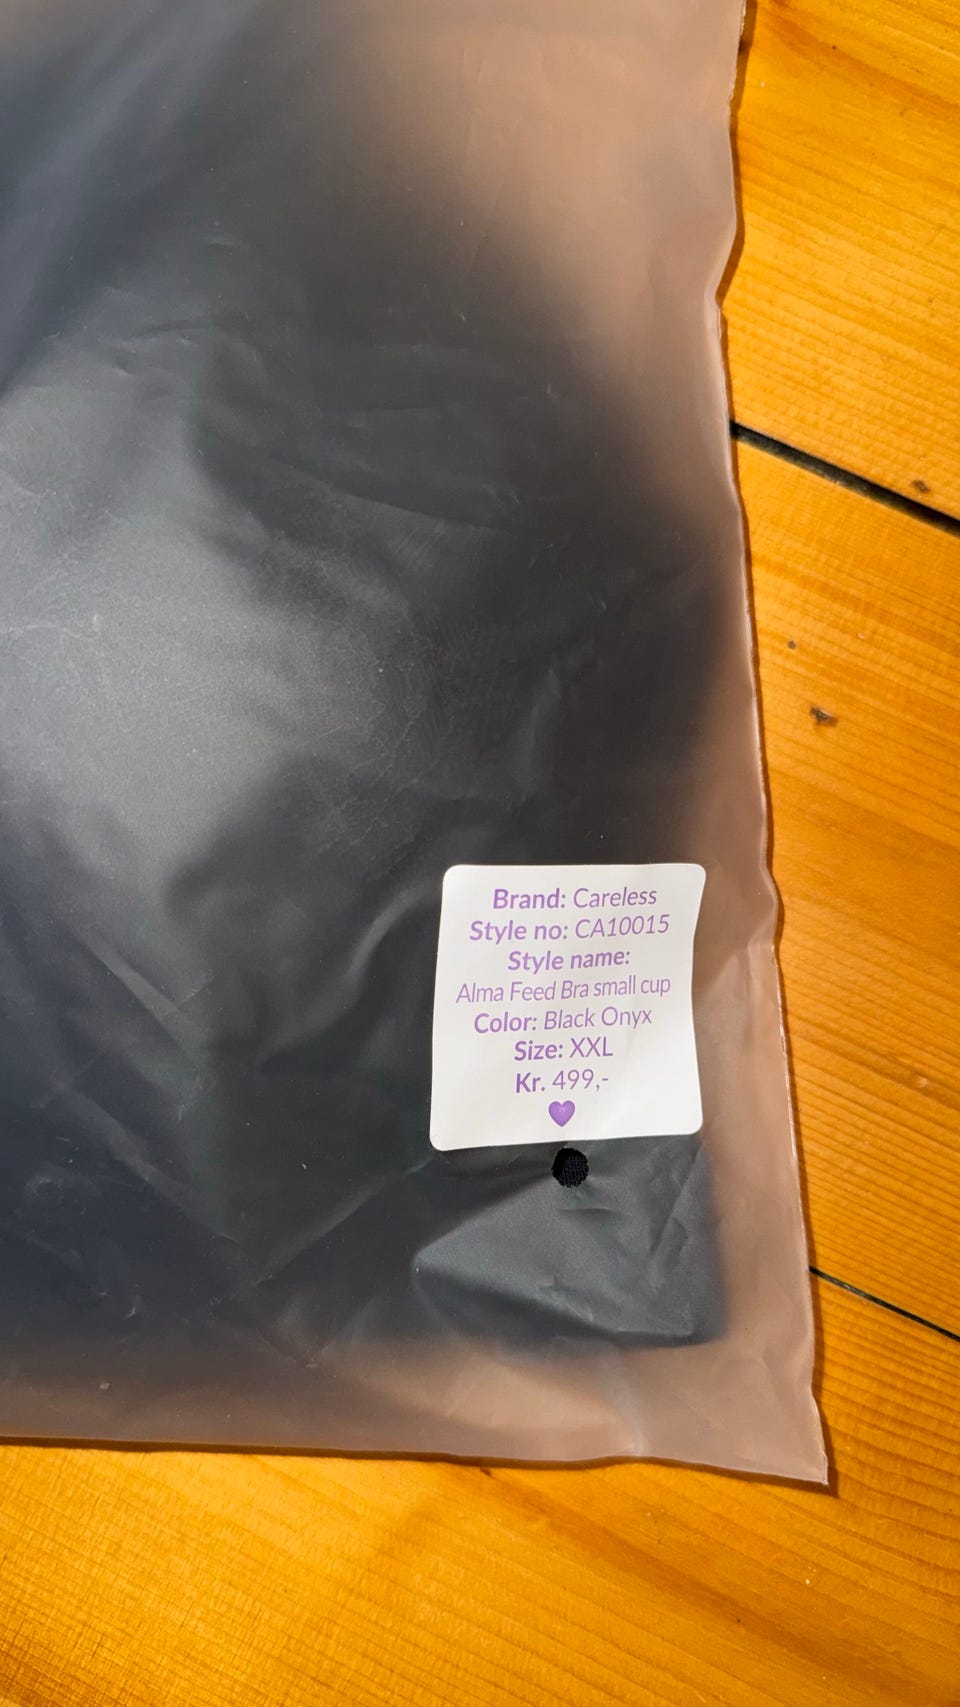 Brand: Careless
Style no: CA10015
Style name:
Alma Feed Bra small cup
Color: Black Onyx
Size: XXL
Kr. 499,-